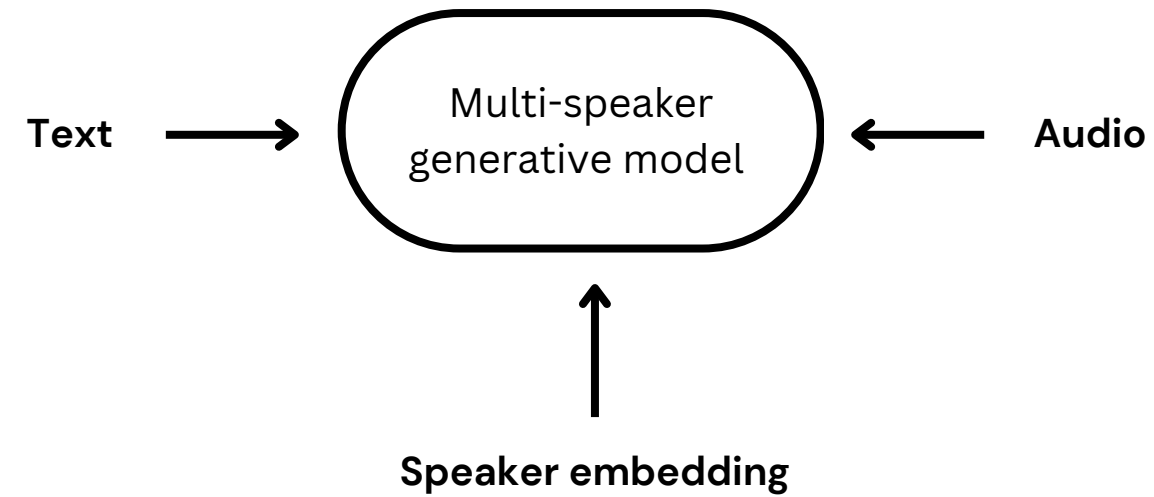 Multi-speaker
generative model
Text
Audio
Speaker embedding